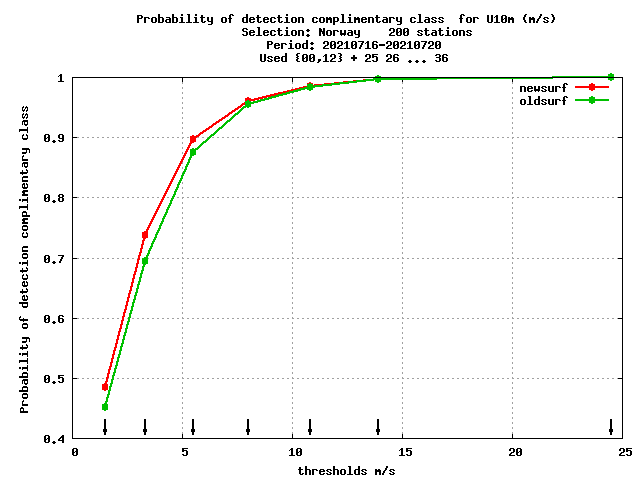 Probability of detection complimentary class  for U10m (m/s)
Selection: Norway    200 stations
Period: 20210716-20210720
Used {00,12} + 25 26 ... 36
newsurf
oldsurf
Probability of detection complimentary class
1
0.9
0.8
0.7
0.6
0.5
0.4
0 5 10 15 20 25
thresholds m/s